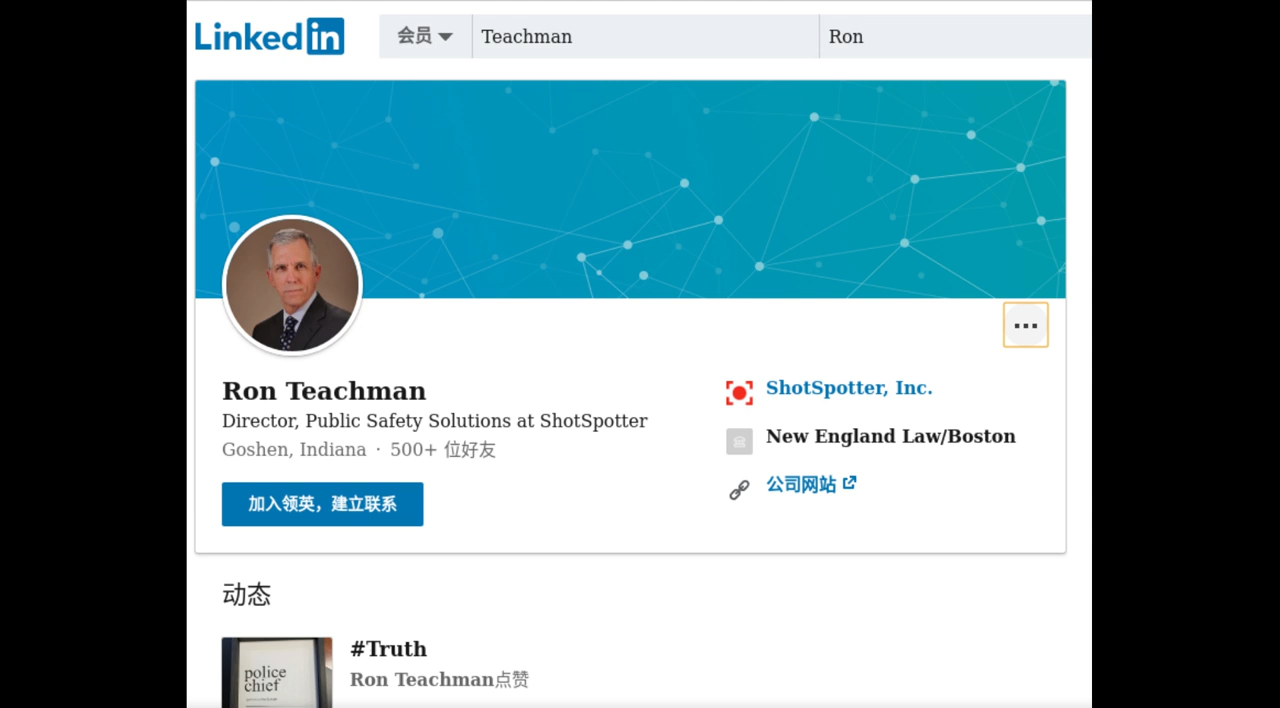 Linked in
会员
Teachman
Ron
Ron Teachman
Director, Public Safety Solutions at ShotSpotter
Goshen, Indiana · 500+ 位好友
加入领英，建立联系
ShotSpotter, Inc.
New England Law/Boston
公司网站
动态
#Truth
Ron Teachman点赞
police
chief